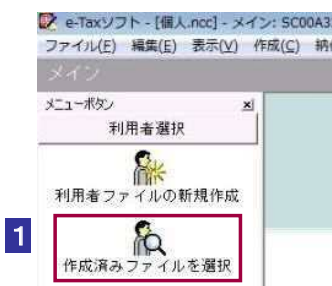 e-Taxソフト - [個人.ncc] - メイン: SC00A3
ファイル(F) 編集(E) 表示(V) 作成(C) 納
メイン
メニューボタン x
利用者選択
利用者ファイルの新規作成
1
作成済みファイルを選択